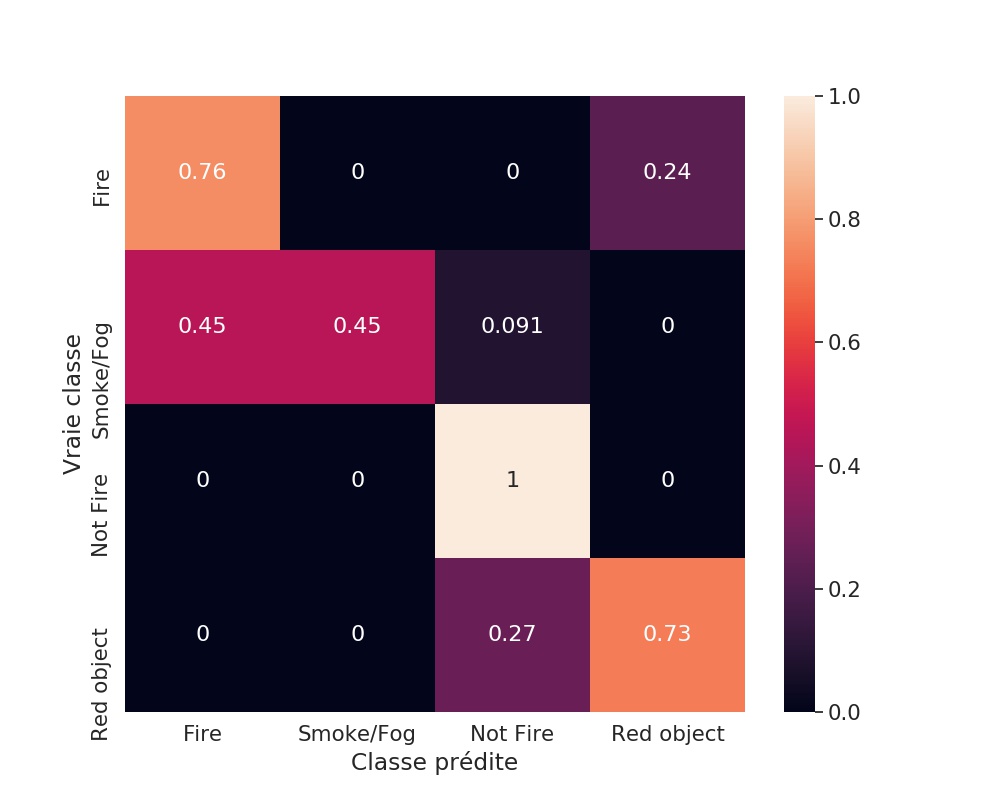 Vraie classe
Fire
0.76 0 0 0.24
Smoke/Fog
0.45 0.45 0.091 0
Not Fire
0 0 1 0
Red object
0 0 0.27 0.73
Fire Smoke/Fog Not Fire Red object
Classe prédite
1.0
0.8
0.6
0.4
0.2
0.0